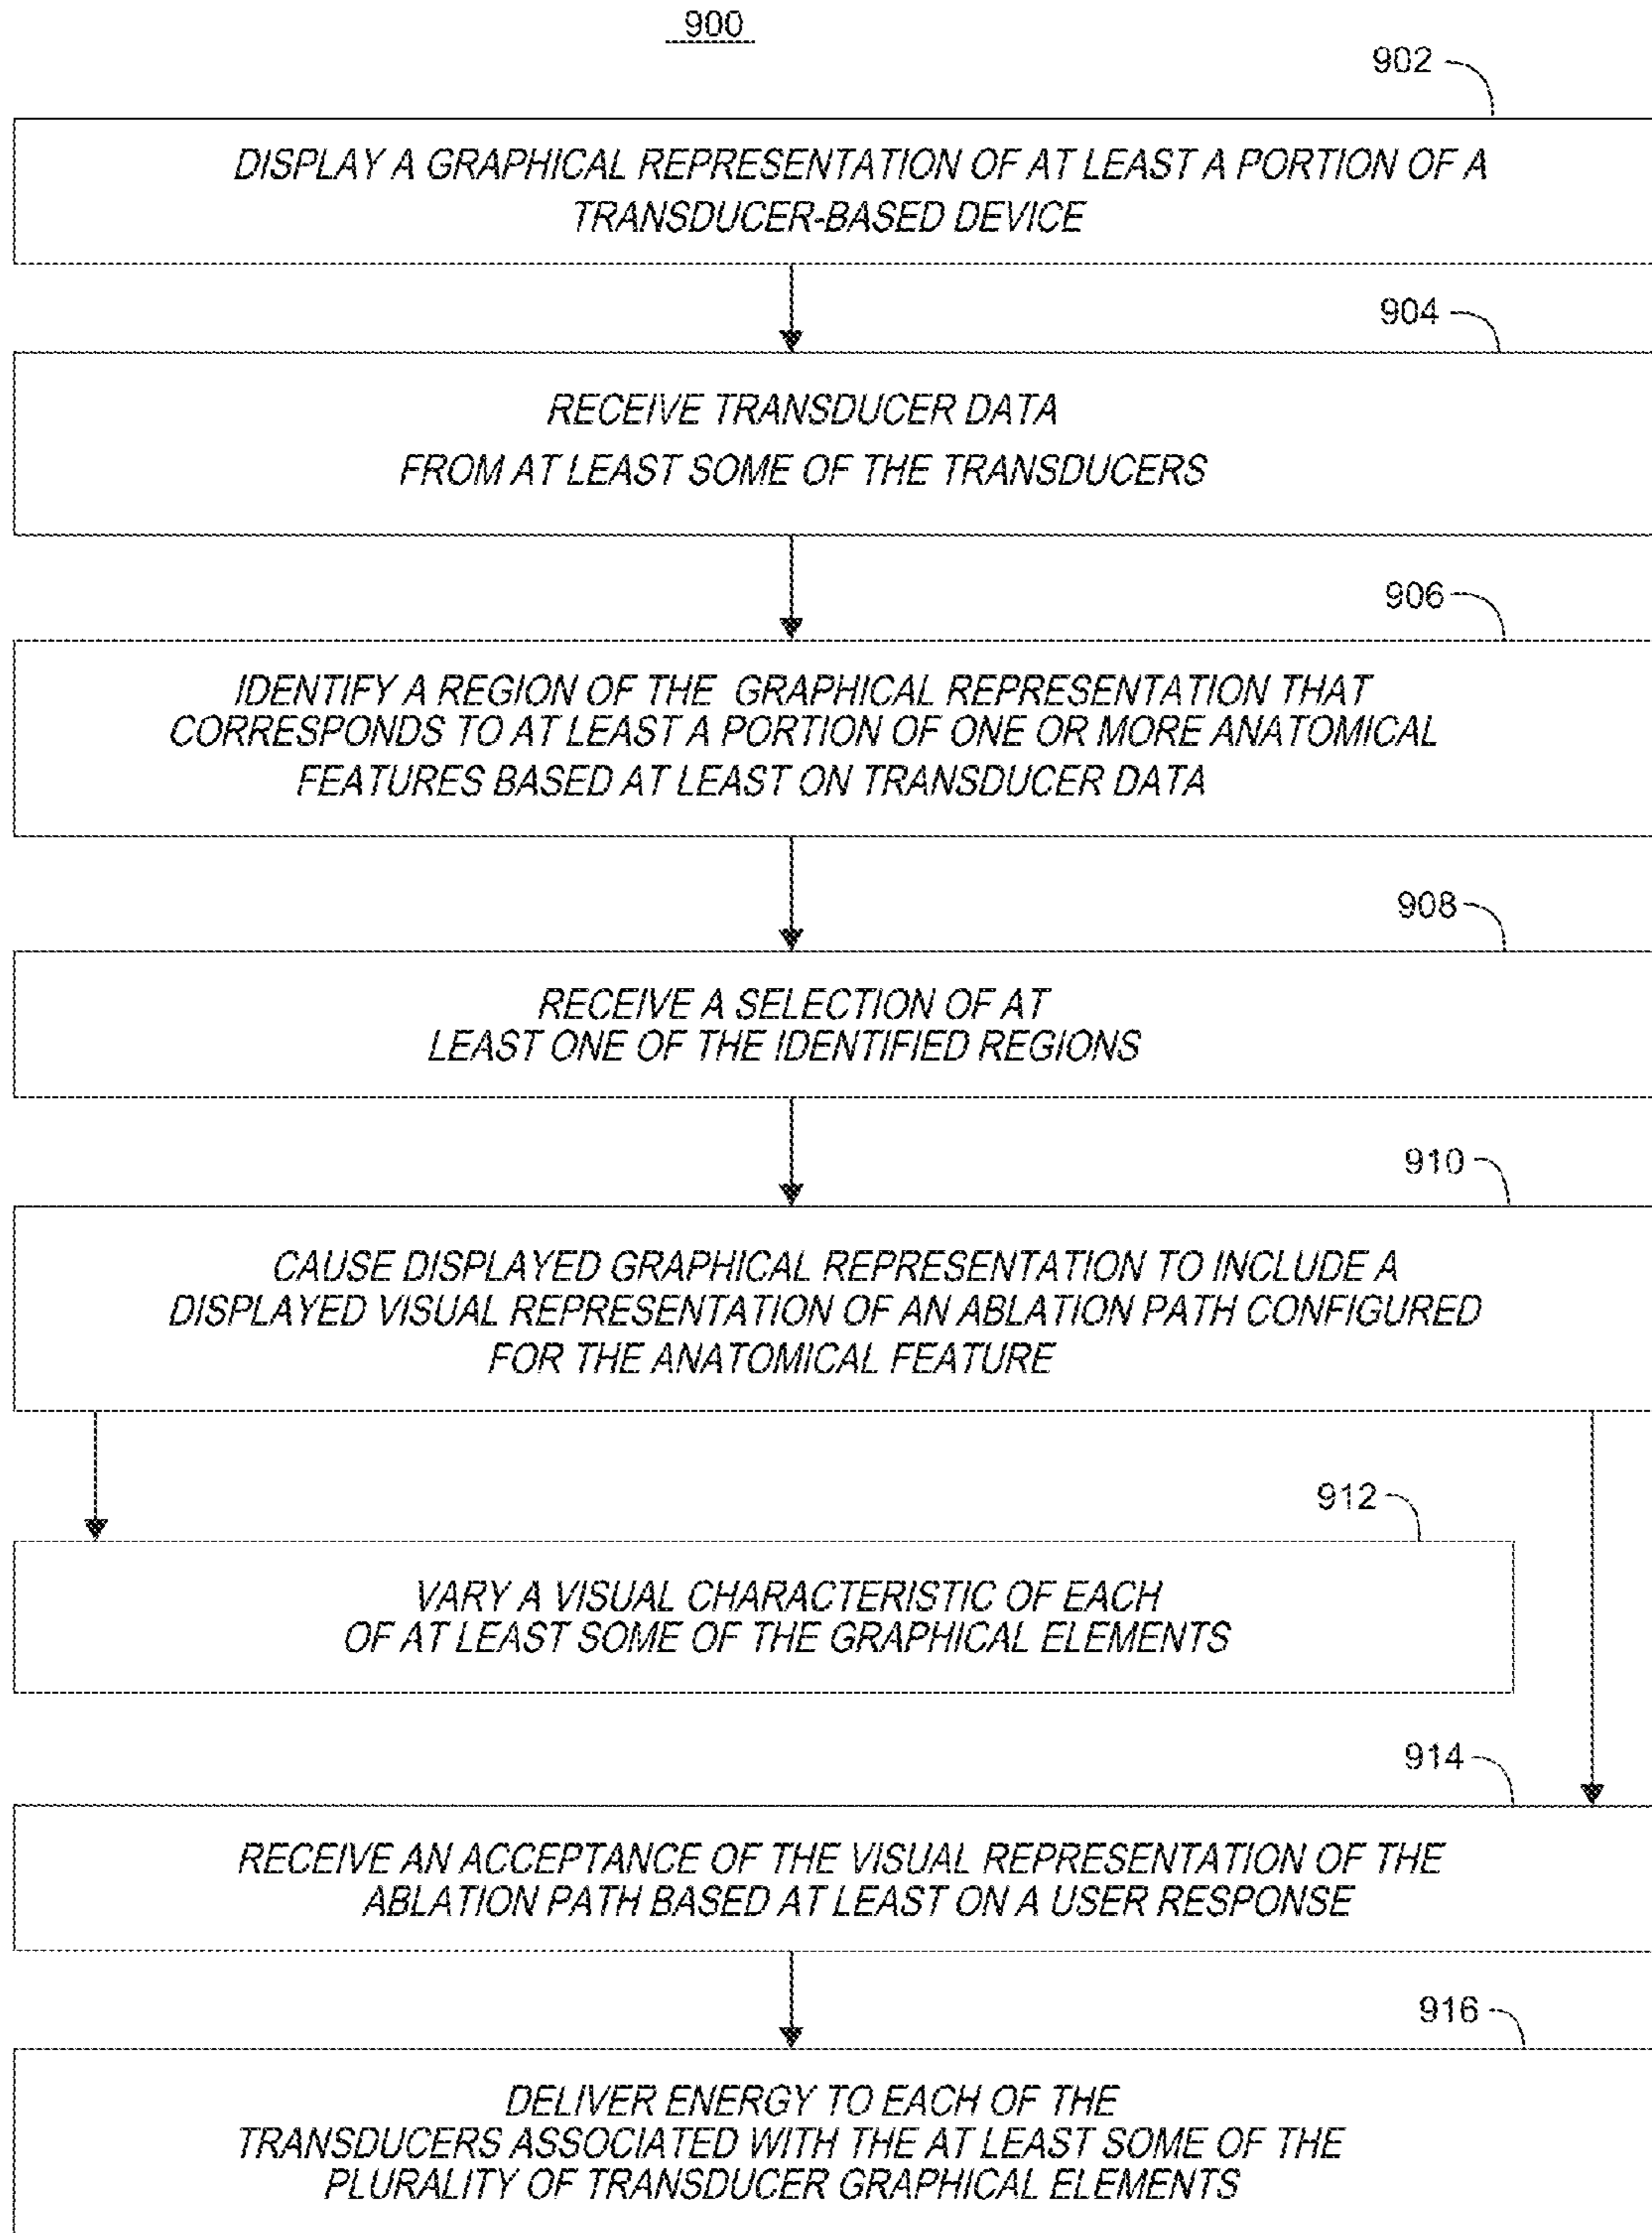 900
902
DISPLAY A GRAPHICAL REPRESENTATION OF AT LEAST A PORTION OF A
TRANSDUCER-BASED DEVICE
904
RECEIVE TRANSDUCER DATA
FROM AT LEAST SOME OF THE TRANSDUCERS
906
IDENTIFY A REGION OF THE GRAPHICAL REPRESENTATION THAT
CORRESPONDS TO AT LEAST A PORTION OF ONE OR MORE ANATOMICAL
FEATURES BASED AT LEAST ON TRANSDUCER DATA
908
RECEIVE A SELECTION OF AT
LEAST ONE OF THE IDENTIFIED REGIONS
910
CAUSE DISPLAYED GRAPHICAL REPRESENTATION TO INCLUDE A
DISPLAYED VISUAL REPRESENTATION OF AN ABLATION PATH CONFIGURED
FOR THE ANATOMICAL FEATURE
912
VARY A VISUAL CHARACTERISTIC OF EACH
OF AT LEAST SOME OF THE GRAPHICAL ELEMENTS
914
RECEIVE AN ACCEPTANCE OF THE VISUAL REPRESENTATION OF THE
ABLATION PATH BASED AT LEAST ON A USER RESPONSE
916
DELIVER ENERGY TO EACH OF THE
TRANSDUCERS ASSOCIATED WITH THE AT LEAST SOME OF THE
PLURALITY OF TRANSDUCER GRAPHICAL ELEMENTS